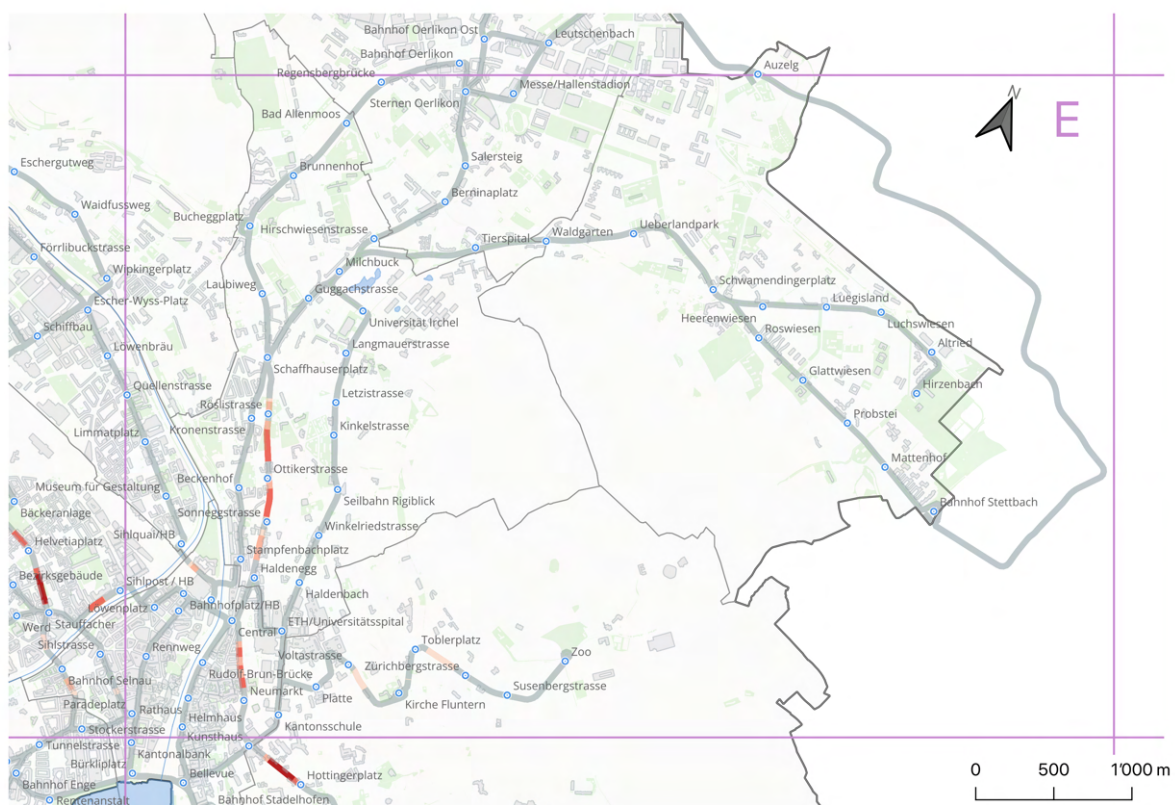 Bahnhof Oerlikon Ost
Leutschenbach
Bahnhof Oerlikon
Auzelg
Regensbergbrücke
Messe/Hallenstadion
N
Sternen Oerlikon
E
Bad Allenmoos
Eschergutweg
Brunnenhof
Salersteig
Waidfussweg
Berninaplatz
Bucheggplatz
Hirschwiesenstrasse
Ueberlandpark
Waldgarten
Tierspital
Förrlibuckstrasse
Milchbuck
Wipkingerplatz
Laubiweg
Guggachstrasse
Schwamendingerplatz
Escher-Wyss-Platz
Luegisland
Universität Irchel
Heerenwiesen
Luchswiesen
Schiffbau
Roswiesen
Löwenbräu
Langmauerstrasse
Altried
Schaffhauserplatz
Glattwiesen
Hirzenbach
Quellenstrasse
Letzistrasse
Röslistrasse
Probstei
Kronenstrasse
Kinkelstrasse
Limmatplatz
Mattenhof
Ottikerstrasse
Beckenhof
Museum für Gestaltung
Seilbahn Rigiblick
Bahnhof Stettbach
Bäckeranlage
Sonneggstrasse
Winkelriedstrasse
Sihlquai/HB
Helvetiaplatz
Stampfenbachplatz
Haldenegg
Bezirksgebäude
Sihlpost / HB
Haldenbach
Löwenplatz
Bahnhofplatz/HB
ETH/Universitätsspital
Werd
Stauffacher
Central
Toblerplatz
Sihlstrasse
Rennweg
Voltastrasse
Zoo
Zürichbergstrasse
Rudolf-Brun-Brücke
Bahnhof Selnau
Susenbergstrasse
Neumarkt
Platte
Paradeplatz
Rathaus
Kirche Fluntern
Helmhaus
Kantonsschule
Stockerstrasse
Kunsthaus
Tunnelstrasse
Kantonalbank
Bürkliplatz
Bellevue
Hottingerplatz
0 500 1'000 m
Bahnhof Enge
Rentenanstalt
Bahnhof Stadelhofen